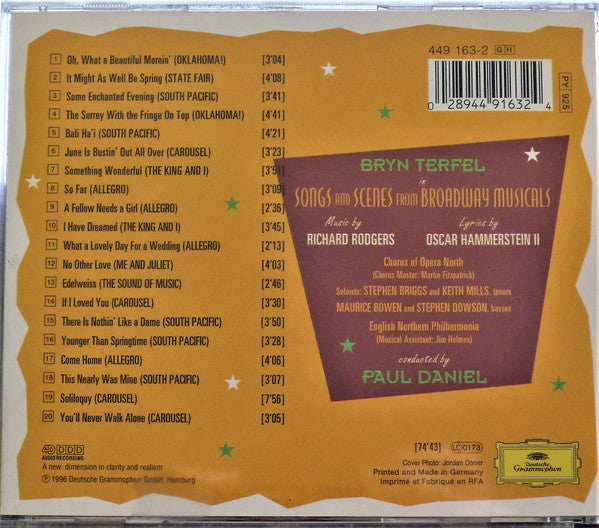 1 Oh, What a Beautiful Mornin' (OKLAHOMA!) [3'04]
2 It Might As Well Be Spring (STATE FAIR) [4'08]
3 Some Enchanted Evening (SOUTH PACIFIC) [3'41]
4 The Surrey With the Fringe On Top (OKLAHOMA!) [4'41]
5 Bali Ha'i (SOUTH PACIFIC) [4'21]
6 June Is Bustin' Out All Over (CAROUSEL) [3'23]
7 Something Wonderful (THE KING AND I) [3'51]
8 So Far (ALLEGRO) [3'09]
9 A Fellow Needs a Girl (ALLEGRO) [2'36]
10 I Have Dreamed (THE KING AND I) [3'45]
11 What a Lovely Day For a Wedding (ALLEGRO) [2'13]
12 No Other Love (ME AND JULIET) [4'03]
13 Edelweiss (THE SOUND OF MUSIC) [2'46]
14 If I Loved You (CAROUSEL) [3'30]
15 There Is Nothin' Like a Dame (SOUTH PACIFIC) [3'50]
16 Younger Than Springtime (SOUTH PACIFIC) [3'28]
17 Come Home (ALLEGRO) [4'06]
18 This Nearly Was Mine (SOUTH PACIFIC) [3'07]
19 Soliloquy (CAROUSEL) [7'56]
20 You'll Never Walk Alone (CAROUSEL) [3'05]
4D DDD
AUDIO RECORDING
A new dimension in clarity and realism
℗ 1996 Deutsche Grammophon GmbH, Hamburg
449 163-2 GH
0 28944 91632 4
PY 925
BRYN TERFEL
in
SONGS AND SCENES FROM BROADWAY MUSICALS
Music by
RICHARD RODGERS
Lyrics by
OSCAR HAMMERSTEIN II
Chorus of Opera North
(Chorus Master: Martin Fitzpatrick)
Soloists: STEPHEN BRIGGS and KEITH MILLS, tenors
MAURICE BOWEN and STEPHEN DOWSON, basses
English Northern Philharmonia
(Musical Assistant: Jim Holmes)
conducted by
PAUL DANIEL
[74'43] LC 0173
Cover Photo: Jordan Doner
Printed and Made in Germany
Imprimé et Fabriqué en RFA
Deutsche
Grammophon